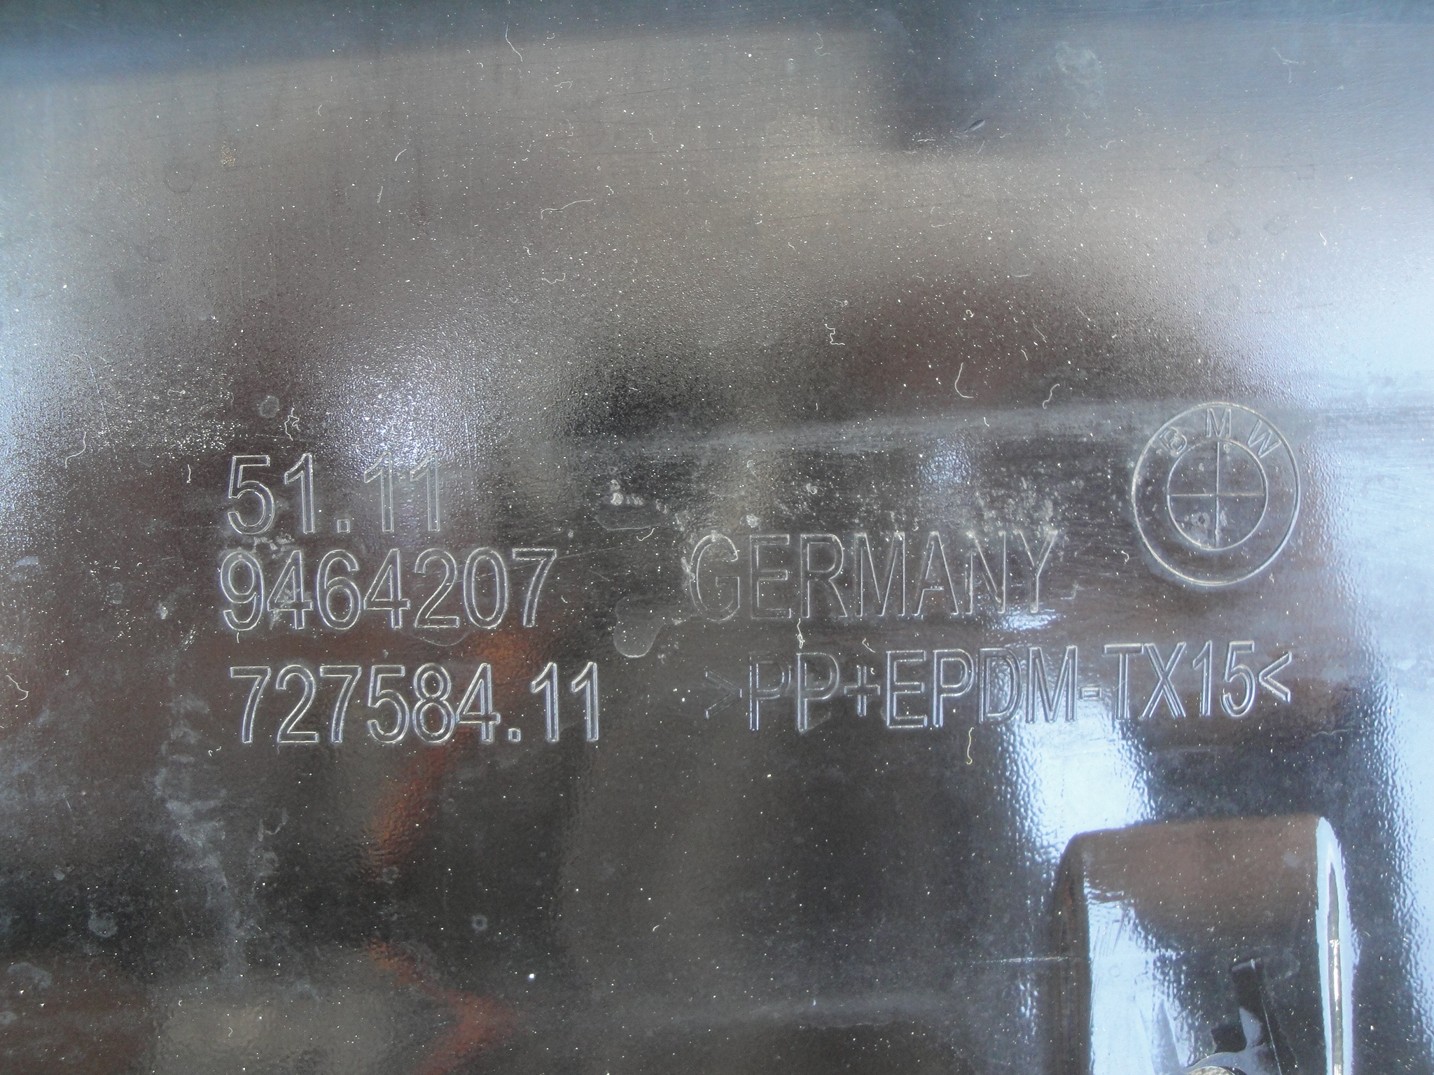 BMW
51.11
9464207
GERMANY
727584.11
>PP+EPDM-TX15<